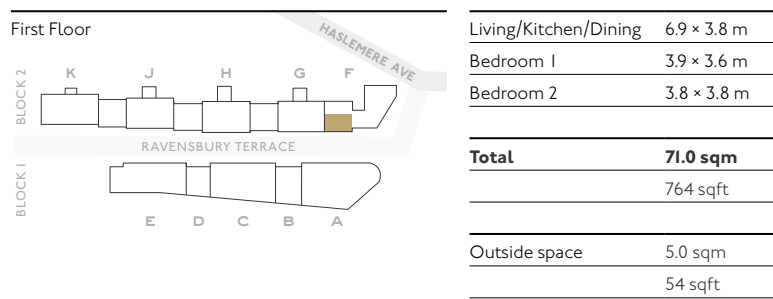 First Floor
HASLEMERE AVE
BLOCK 2
K J H G F
RAVENSBURY TERRACE
BLOCK 1
E D C B A
Living/Kitchen/Dining 6.9 × 3.8 m
Bedroom 1 3.9 × 3.6 m
Bedroom 2 3.8 × 3.8 m
Total 71.0 sqm
764 sqft
Outside space 5.0 sqm
54 sqft